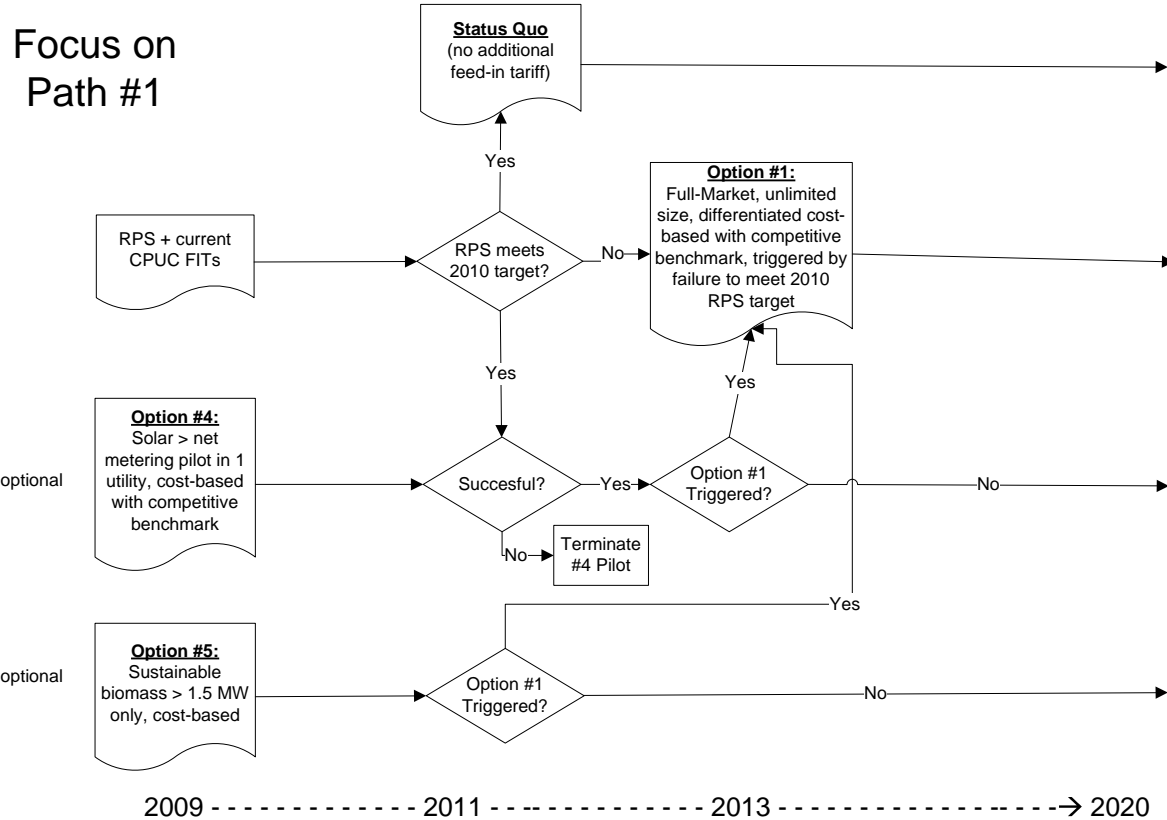 Focus on
Path #1
Status Quo
(no additional
feed-in tariff)
Yes
Option #1:
Full-Market, unlimited
size, differentiated cost-
based with competitive
benchmark, triggered by
failure to meet 2010
RPS target
RPS + current
CPUC FITs
RPS meets
2010 target?
No
Yes
Yes
optional
Option #4:
Solar > net
metering pilot in 1
utility, cost-based
with competitive
benchmark
Succesful?
Yes
Option #1
Triggered?
No
No
Terminate
#4 Pilot
Yes
optional
Option #5:
Sustainable
biomass > 1.5 MW
only, cost-based
Option #1
Triggered?
No
2009 - - - - - - - - - - - - - 2011 - - --- - - - - - - - - - 2013 - - - - - - - - - - - - - - --- - - -→ 2020